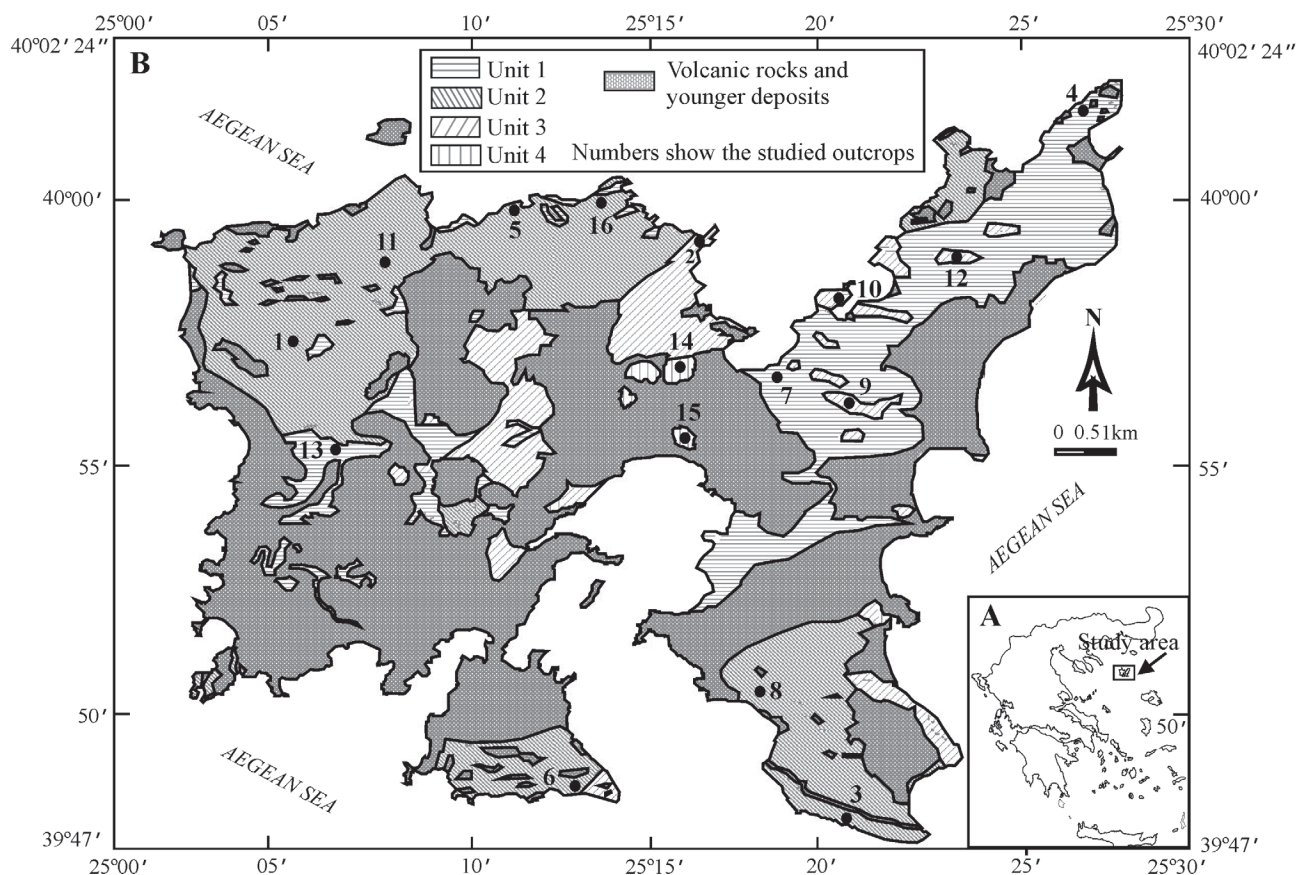 25°00′ 05′ 10′ 25°15′ 20′ 25′ 25°30′
40°02′24″ 40°02′24″
B
Unit 1
Unit 2
Unit 3
Unit 4
Volcanic rocks and
younger deposits
Numbers show the studied outcrops
AEGEAN SEA
4
40°00′ 40°00′
5
16
11
2
12
10
N
1
14
7
9
0 0.51km
15
13
55′ 55′
AEGEAN SEA
A
Study area
8
50′ 50′
AEGEAN SEA
6
3
39°47′ 39°47′
25°00′ 05′ 10′ 25°15′ 20′ 25′ 25°30′